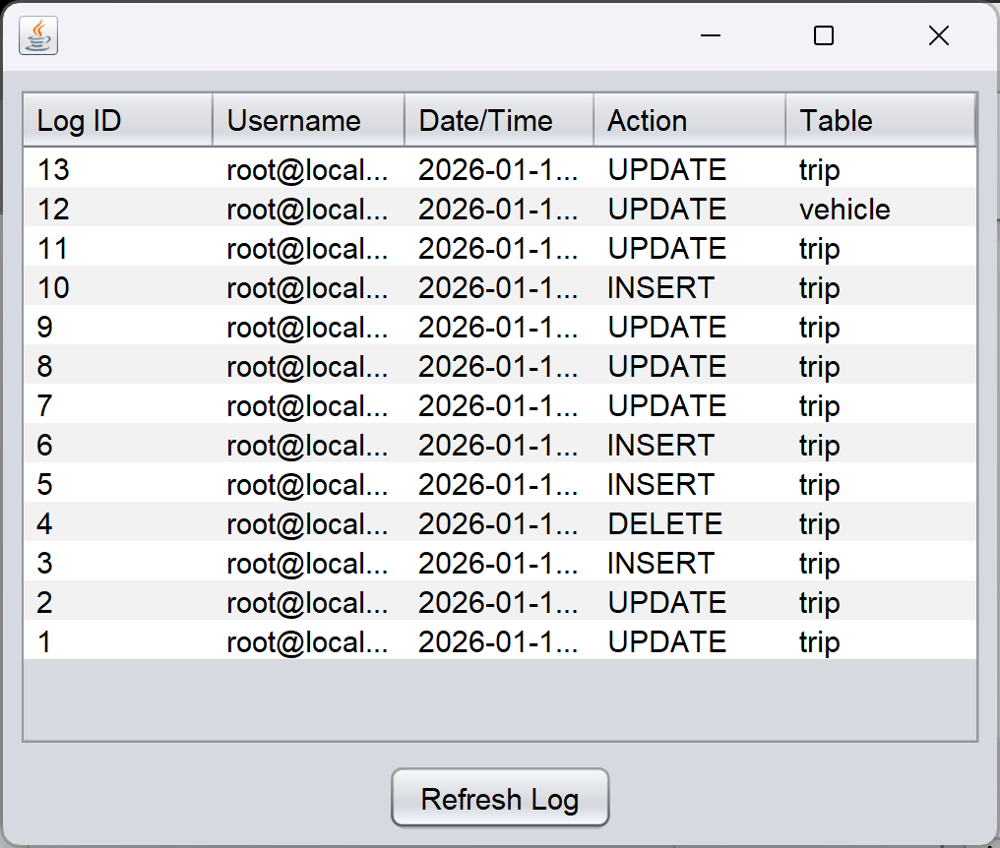 Log ID Username Date/Time Action Table
13 root@local... 2026-01-1... UPDATE trip
12 root@local... 2026-01-1... UPDATE vehicle
11 root@local... 2026-01-1... UPDATE trip
10 root@local... 2026-01-1... INSERT trip
9 root@local... 2026-01-1... UPDATE trip
8 root@local... 2026-01-1... UPDATE trip
7 root@local... 2026-01-1... UPDATE trip
6 root@local... 2026-01-1... INSERT trip
5 root@local... 2026-01-1... INSERT trip
4 root@local... 2026-01-1... DELETE trip
3 root@local... 2026-01-1... INSERT trip
2 root@local... 2026-01-1... UPDATE trip
1 root@local... 2026-01-1... UPDATE trip
Refresh Log